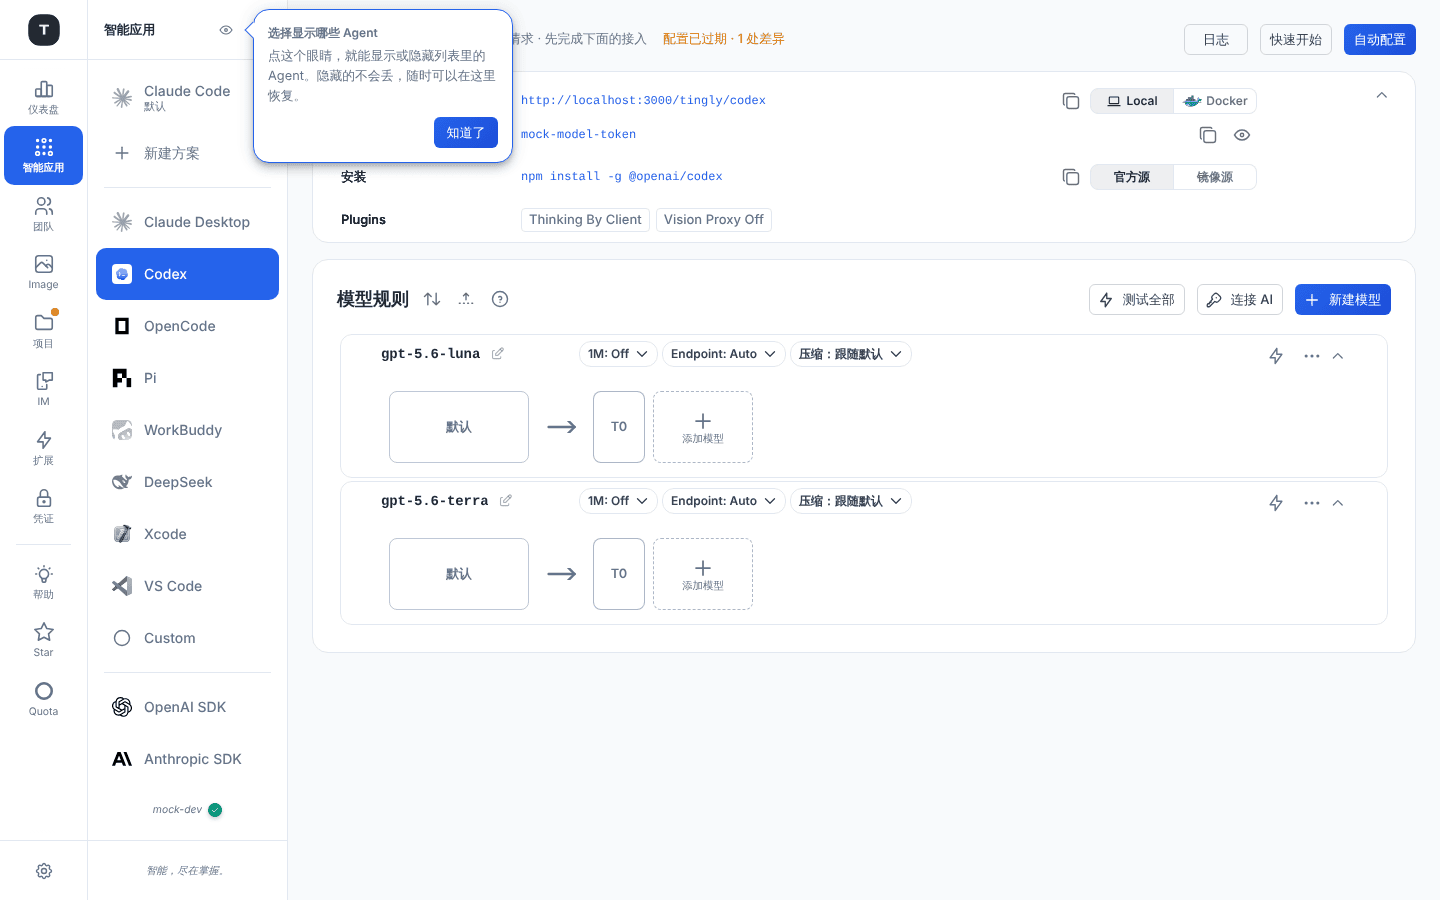 T
仪表盘
智能应用
团队
Image
项目
IM
扩展
凭证
帮助
Star
Quota
智能应用
Claude Code
默认
新建方案
Claude Desktop
Codex
OpenCode
Pi
WorkBuddy
DeepSeek
Xcode
VS Code
Custom
OpenAI SDK
Anthropic SDK
mock-dev
智能，尽在掌握。
选择显示哪些 Agent
点这个眼睛，就能显示或隐藏列表里的
Agent。隐藏的不会丢，随时可以在这里
恢复。
知道了
请求 · 先完成下面的接入 配置已过期 · 1 处差异
日志 快速开始 自动配置
http://localhost:3000/tingly/codex Local Docker
mock-model-token
安装 npm install -g @openai/codex 官方源 镜像源
Plugins Thinking By Client Vision Proxy Off
模型规则 测试全部 连接 AI 新建模型
gpt-5.6-luna 1M: Off Endpoint: Auto 压缩：跟随默认
默认 T0 添加模型
gpt-5.6-terra 1M: Off Endpoint: Auto 压缩：跟随默认
默认 T0 添加模型